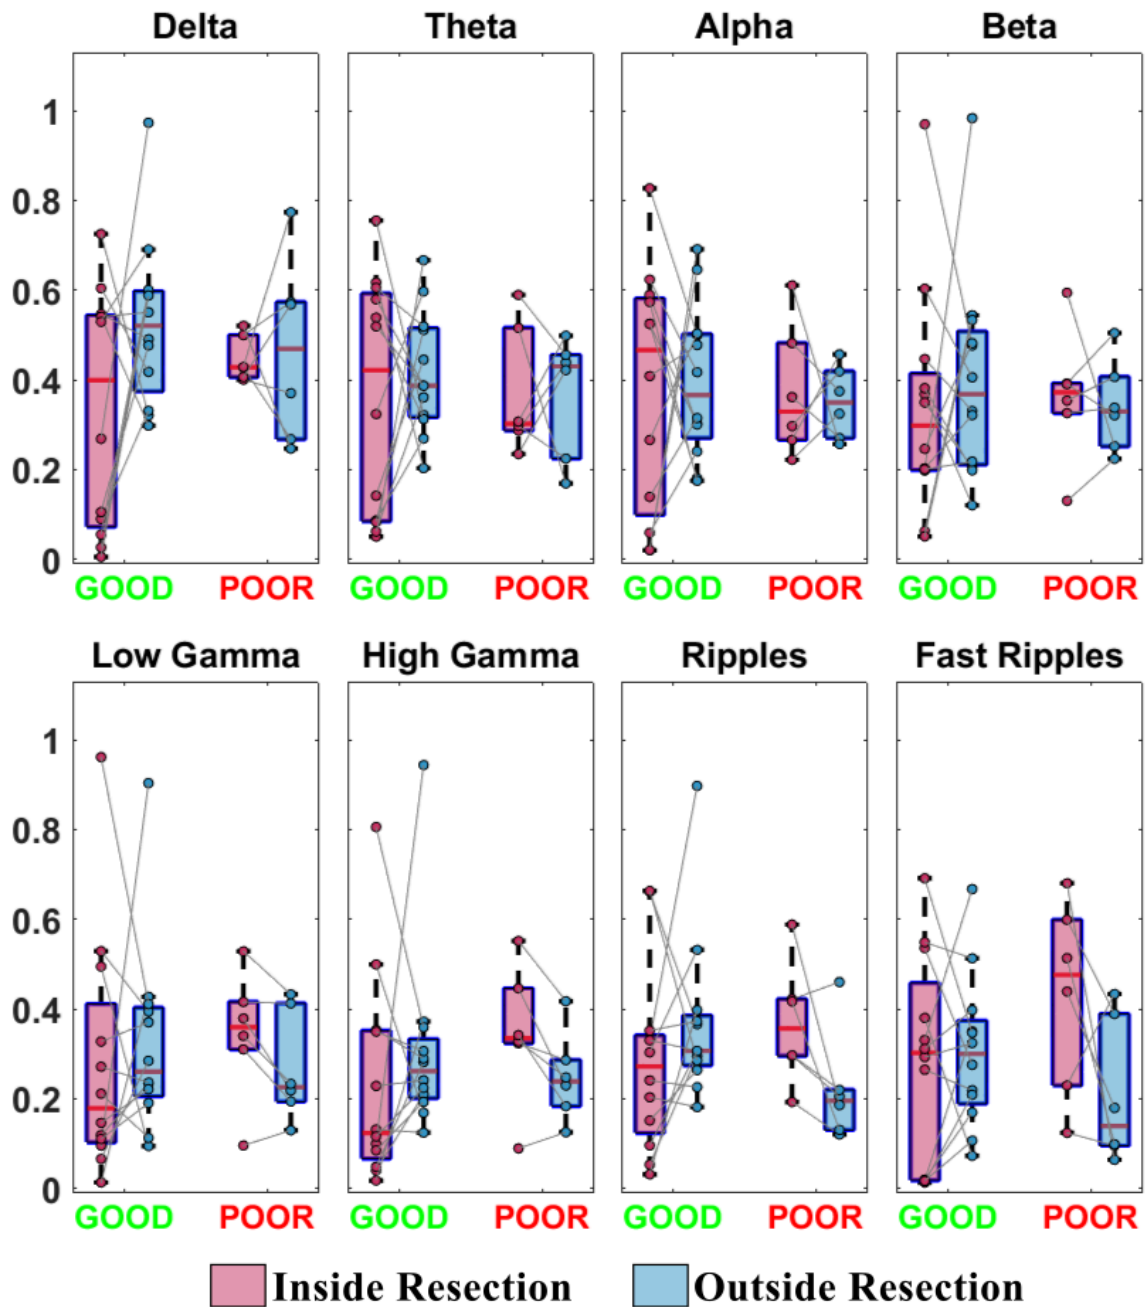 Delta Theta Alpha Beta
1
0.8
0.6
0.4
0.2
0
GOOD POOR GOOD POOR GOOD POOR GOOD POOR
Low Gamma High Gamma Ripples Fast Ripples
1
0.8
0.6
0.4
0.2
0
GOOD POOR GOOD POOR GOOD POOR GOOD POOR
Inside Resection Outside Resection